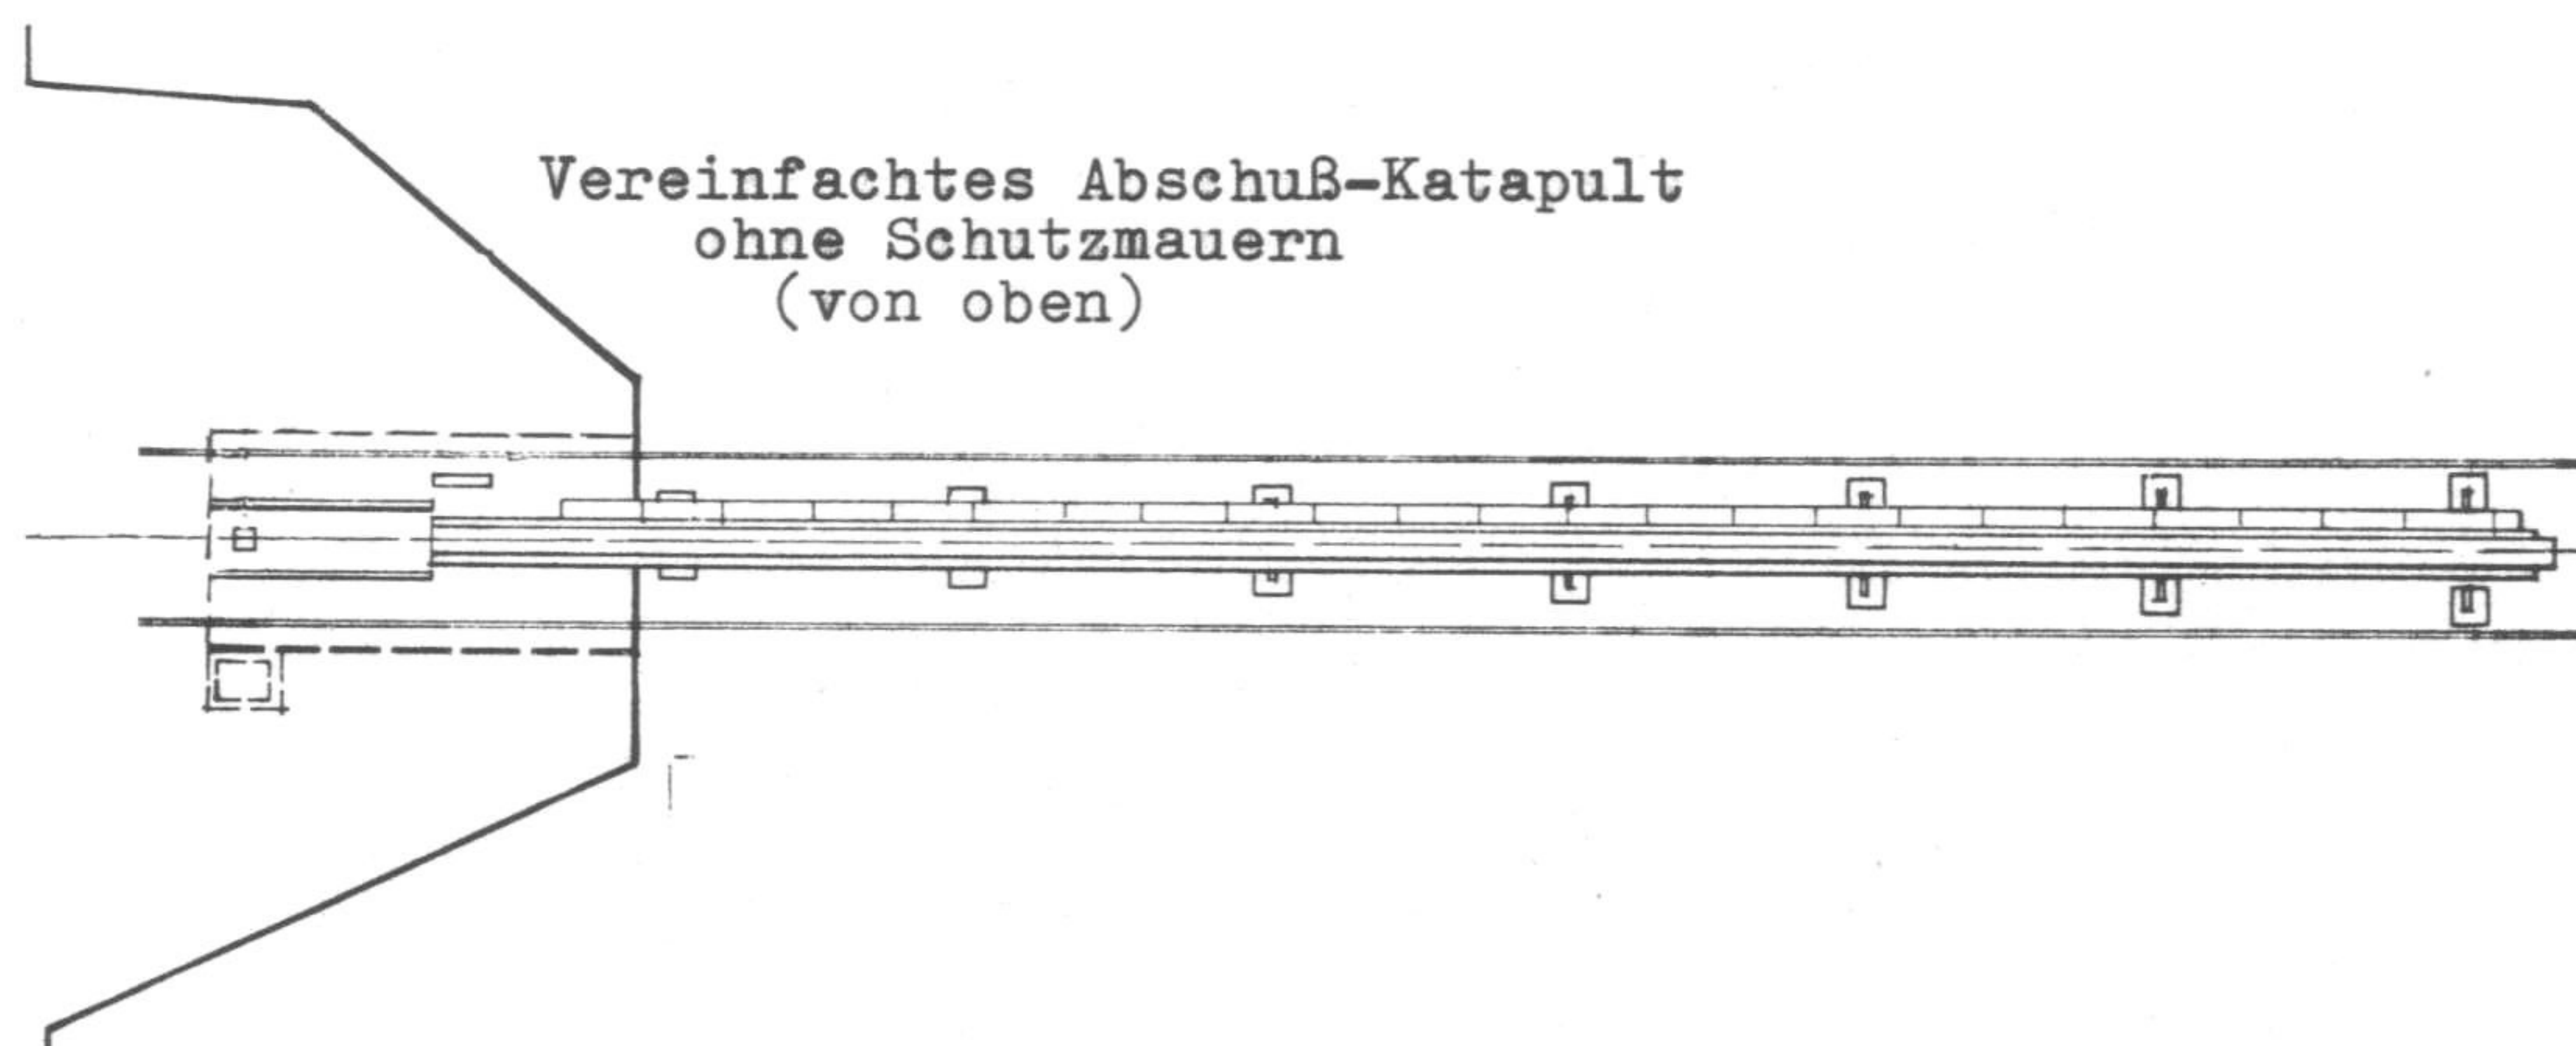 Vereinfachtes Abschuß-Katapult
ohne Schutzmauern
(von oben)